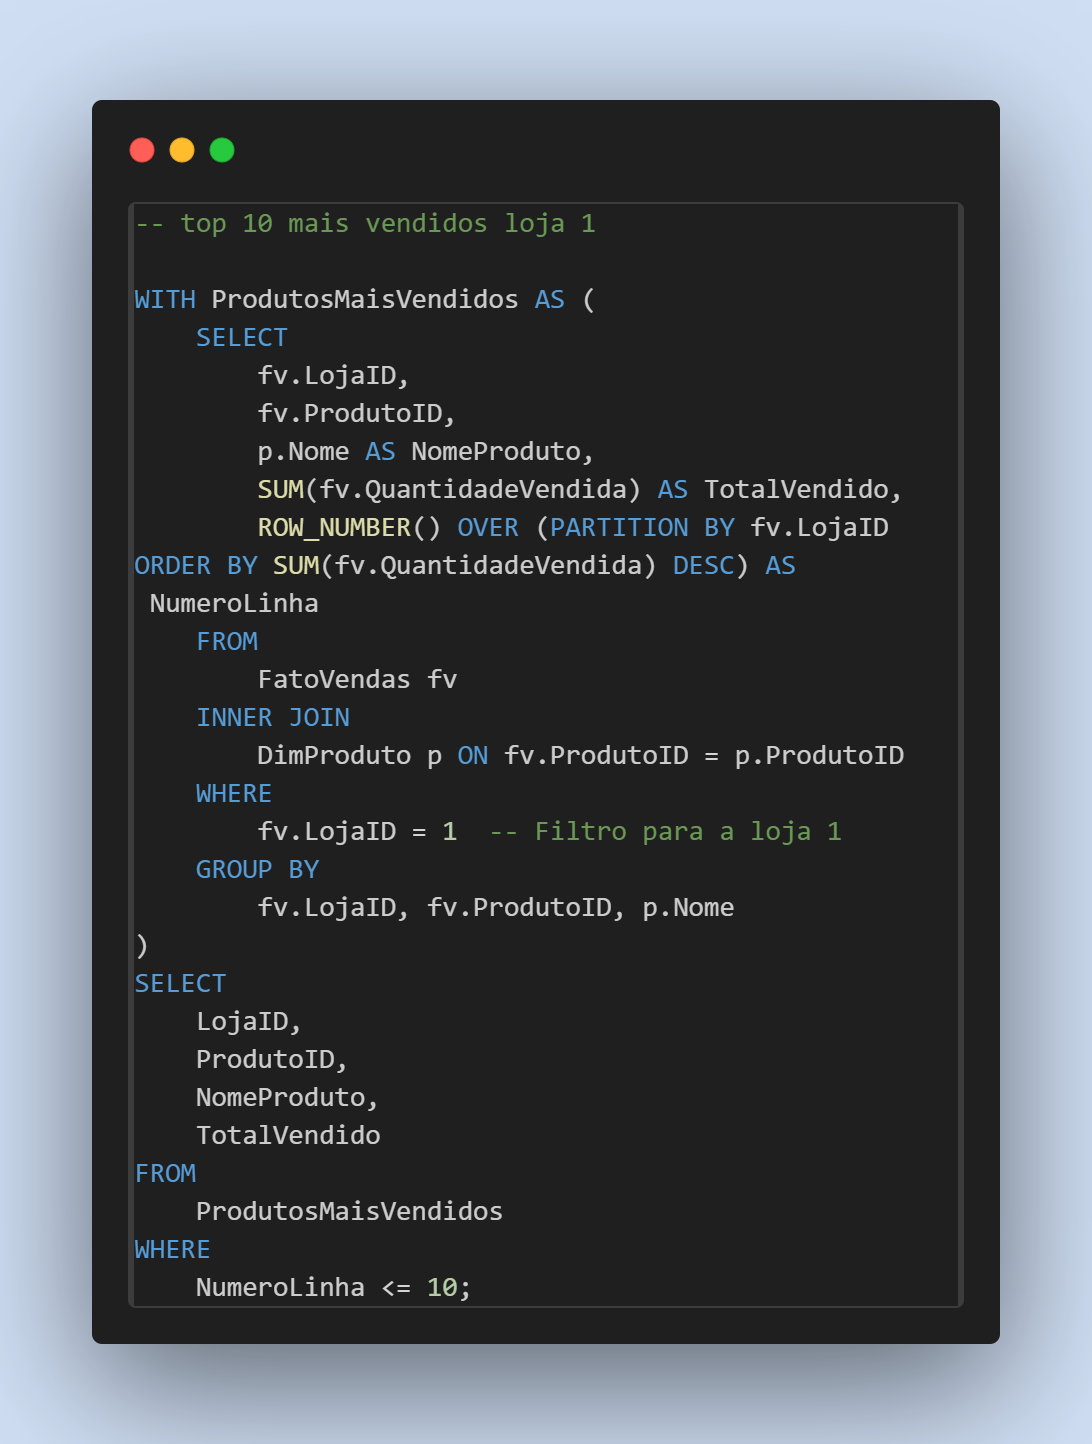 -- top 10 mais vendidos loja 1
WITH ProdutosMaisVendidos AS (
    SELECT
        fv.LojaID,
        fv.ProdutoID,
        p.Nome AS NomeProduto,
        SUM(fv.QuantidadeVendida) AS TotalVendido,
        ROW_NUMBER() OVER (PARTITION BY fv.LojaID
ORDER BY SUM(fv.QuantidadeVendida) DESC) AS
 NumeroLinha
    FROM
        FatoVendas fv
    INNER JOIN
        DimProduto p ON fv.ProdutoID = p.ProdutoID
    WHERE
        fv.LojaID = 1  -- Filtro para a loja 1
    GROUP BY
        fv.LojaID, fv.ProdutoID, p.Nome
)
SELECT
    LojaID,
    ProdutoID,
    NomeProduto,
    TotalVendido
FROM
    ProdutosMaisVendidos
WHERE
    NumeroLinha <= 10;